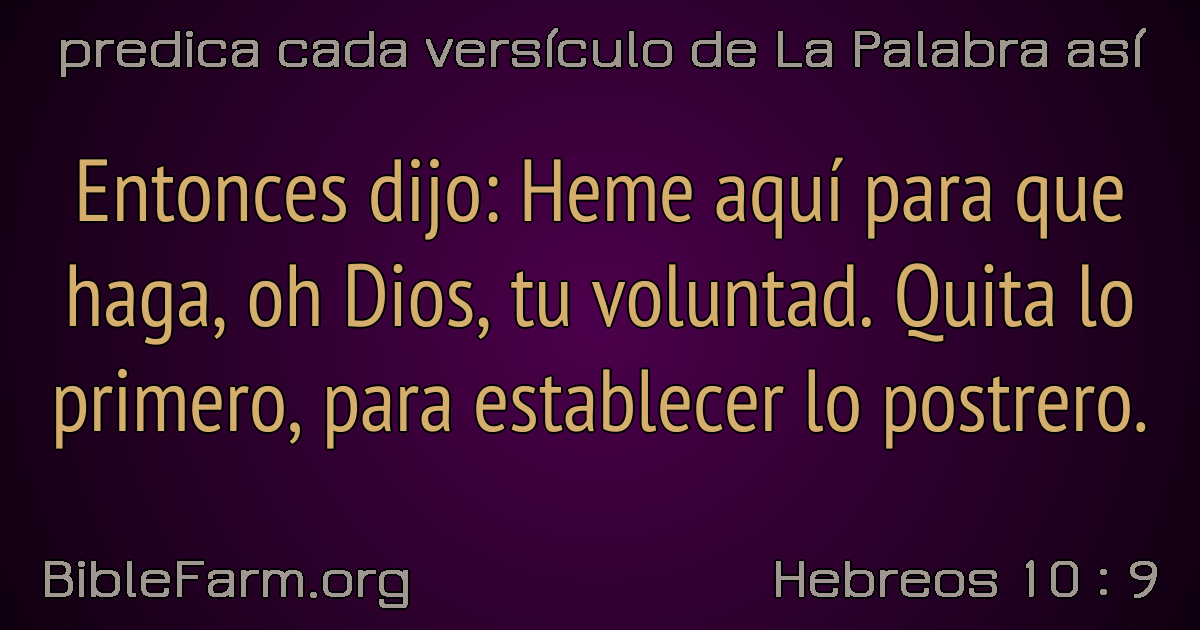 predica cada versículo de La Palabra así
Entonces dijo: Heme aquí para que
haga, oh Dios, tu voluntad. Quita lo
primero, para establecer lo postrero.
BibleFarm.org
Hebreos 10 : 9